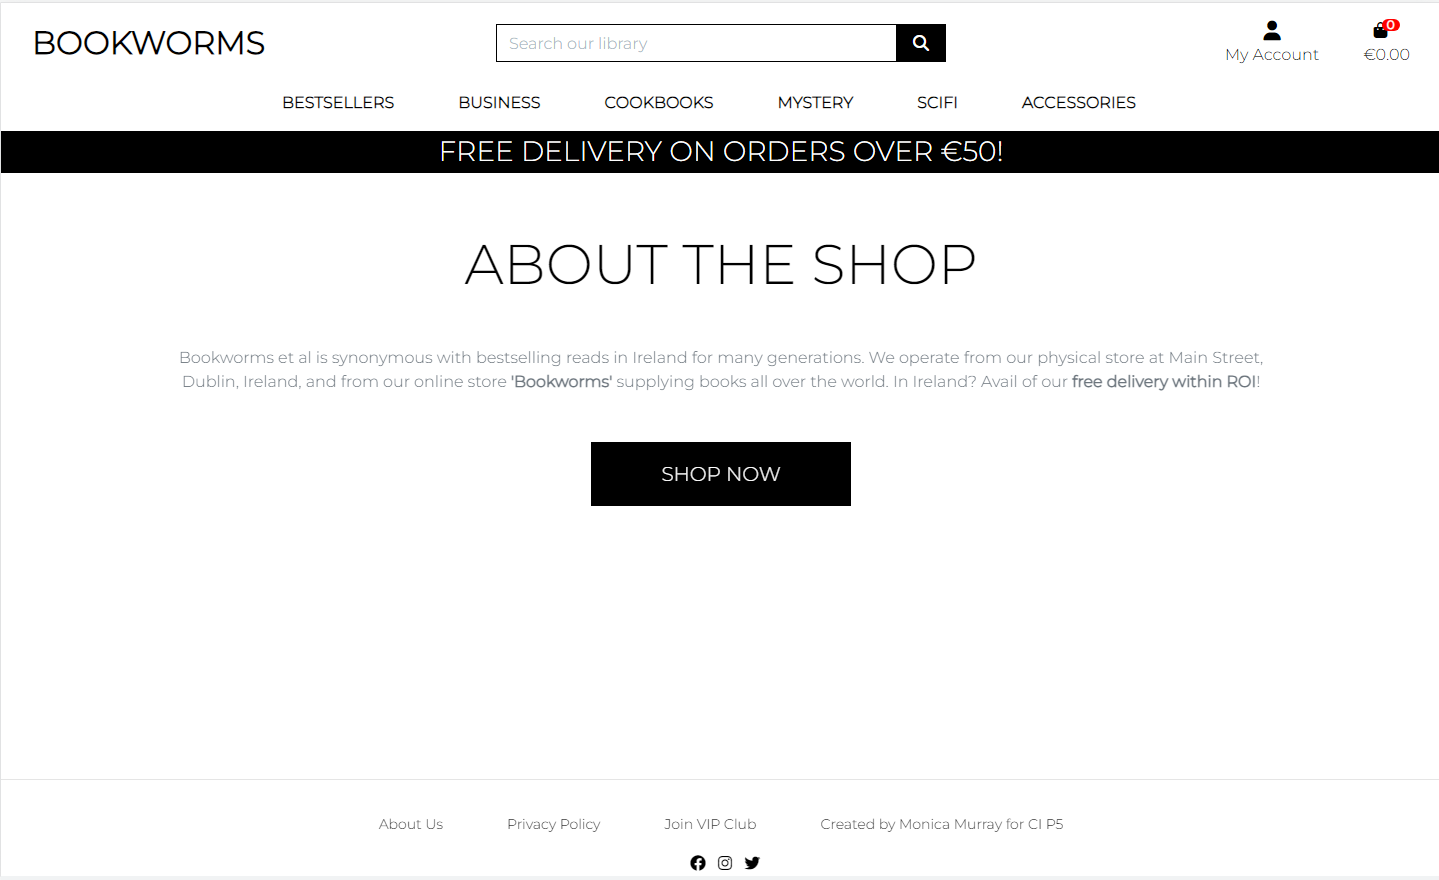 BOOKWORMS
Search our library
My Account
0
€0.00
BESTSELLERS BUSINESS COOKBOOKS MYSTERY SCIFI ACCESSORIES
FREE DELIVERY ON ORDERS OVER €50!
ABOUT THE SHOP
Bookworms et al is synonymous with bestselling reads in Ireland for many generations. We operate from our physical store at Main Street,
Dublin, Ireland, and from our online store 'Bookworms' supplying books all over the world. In Ireland? Avail of our free delivery within ROI!
SHOP NOW
About Us Privacy Policy Join VIP Club Created by Monica Murray for CI P5